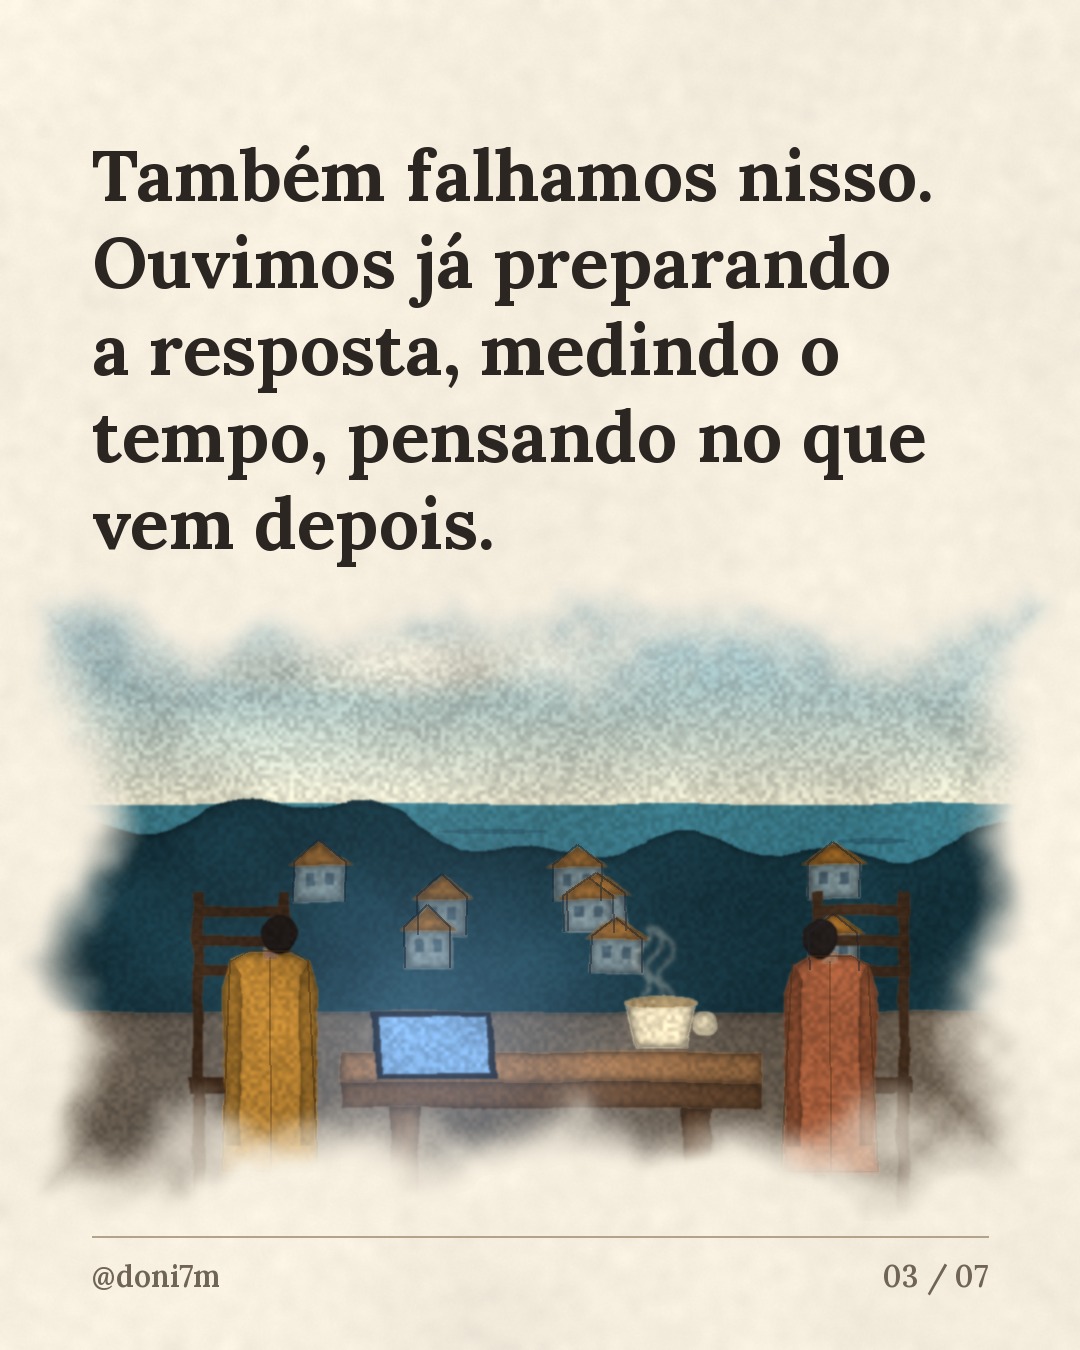 Também falhamos nisso.
Ouvimos já preparando
a resposta, medindo o
tempo, pensando no que
vem depois.
@doni7m
03 / 07